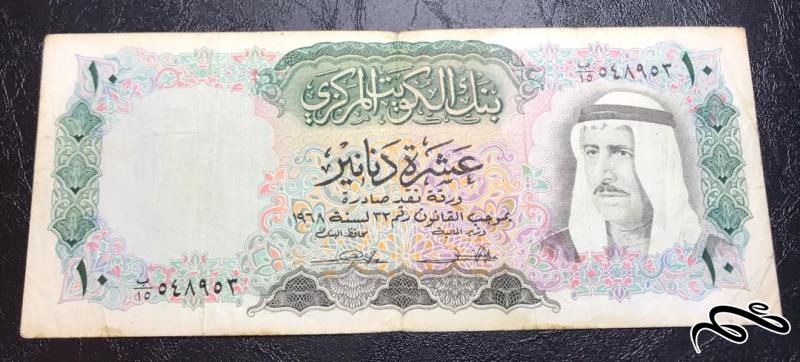 ١٠
ب/١٥ ٥٤٨٩٥٣
١٠
بنك الكويت المركزي
عشرة دنانير
ورقة نقد صادرة
بموجب القانون رقم ٣٢ لسنة ١٩٦٨
وزير المالية
محافظ البنك
١٠
ب/١٥ ٥٤٨٩٥٣
١٠